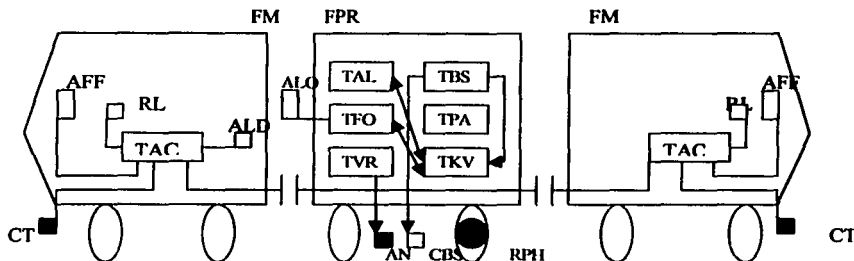 FM FPR FM
AFF ALO TAL TBS AFF
RL TFO TPA RL
ALD
TAC TVR TKV TAC
CT AN CBS RPH CT